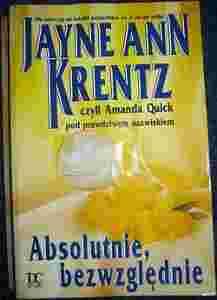 JAYNE ANN
KRENTZ
czyli Amanda Quick
pod prawdziwym nazwiskiem
Absolutnie,
bezwzględnie